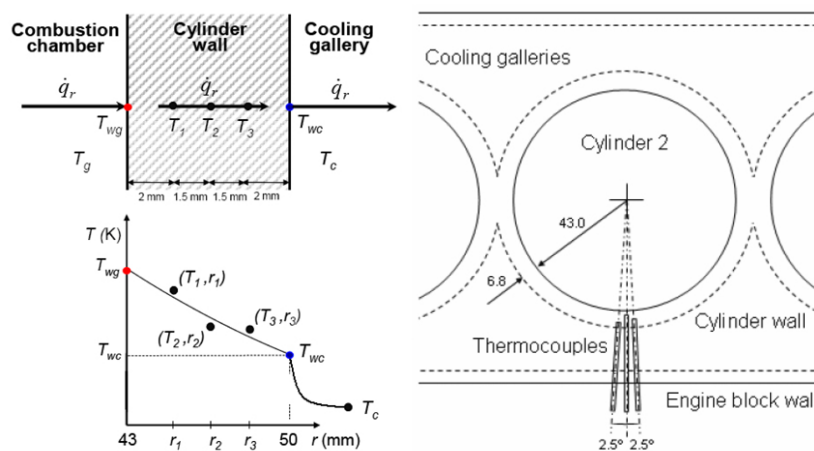 Combustion
chamber
Cylinder
wall
Cooling
gallery
q̇r
q̇r
q̇r
Twg
T1
T2
T3
Twc
Tg
Tc
2 mm
1.5 mm
1.5 mm
2 mm
T (K)
Twg
(T1,r1)
(T3,r3)
(T2,r2)
Twc
Twc
Tc
43
r1
r2
r3
50
r (mm)
Cooling galleries
Cylinder 2
43.0
6.8
Cylinder wall
Thermocouples
Engine block wall
2.5°
2.5°